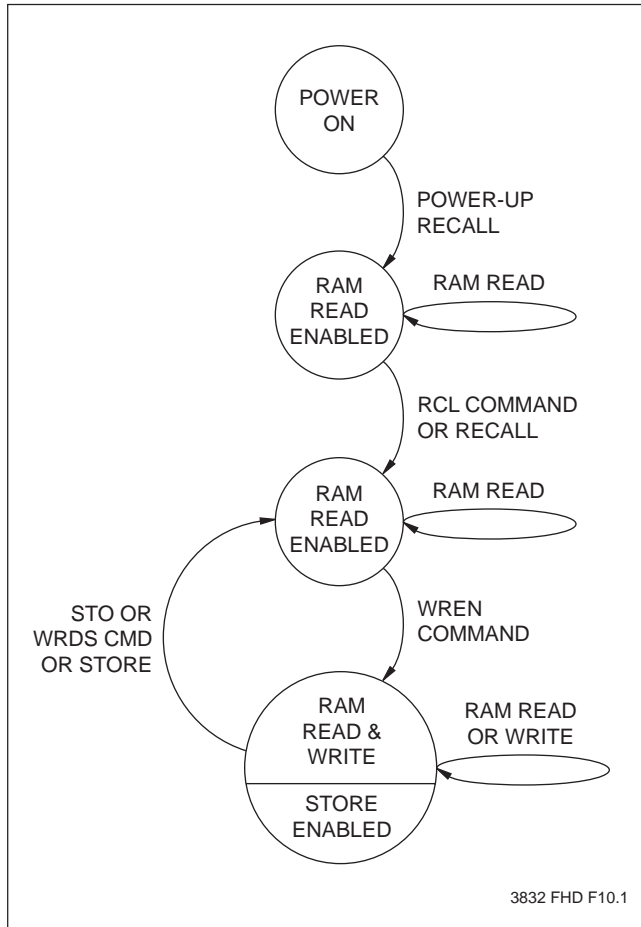 POWER
ON
POWER-UP
RECALL
RAM
READ
ENABLED
RAM READ
RCL COMMAND
OR RECALL
RAM
READ
ENABLED
RAM READ
STO OR
WRDS CMD
OR STORE
WREN
COMMAND
RAM
READ &
WRITE
RAM READ
OR WRITE
STORE
ENABLED
3832 FHD F10.1